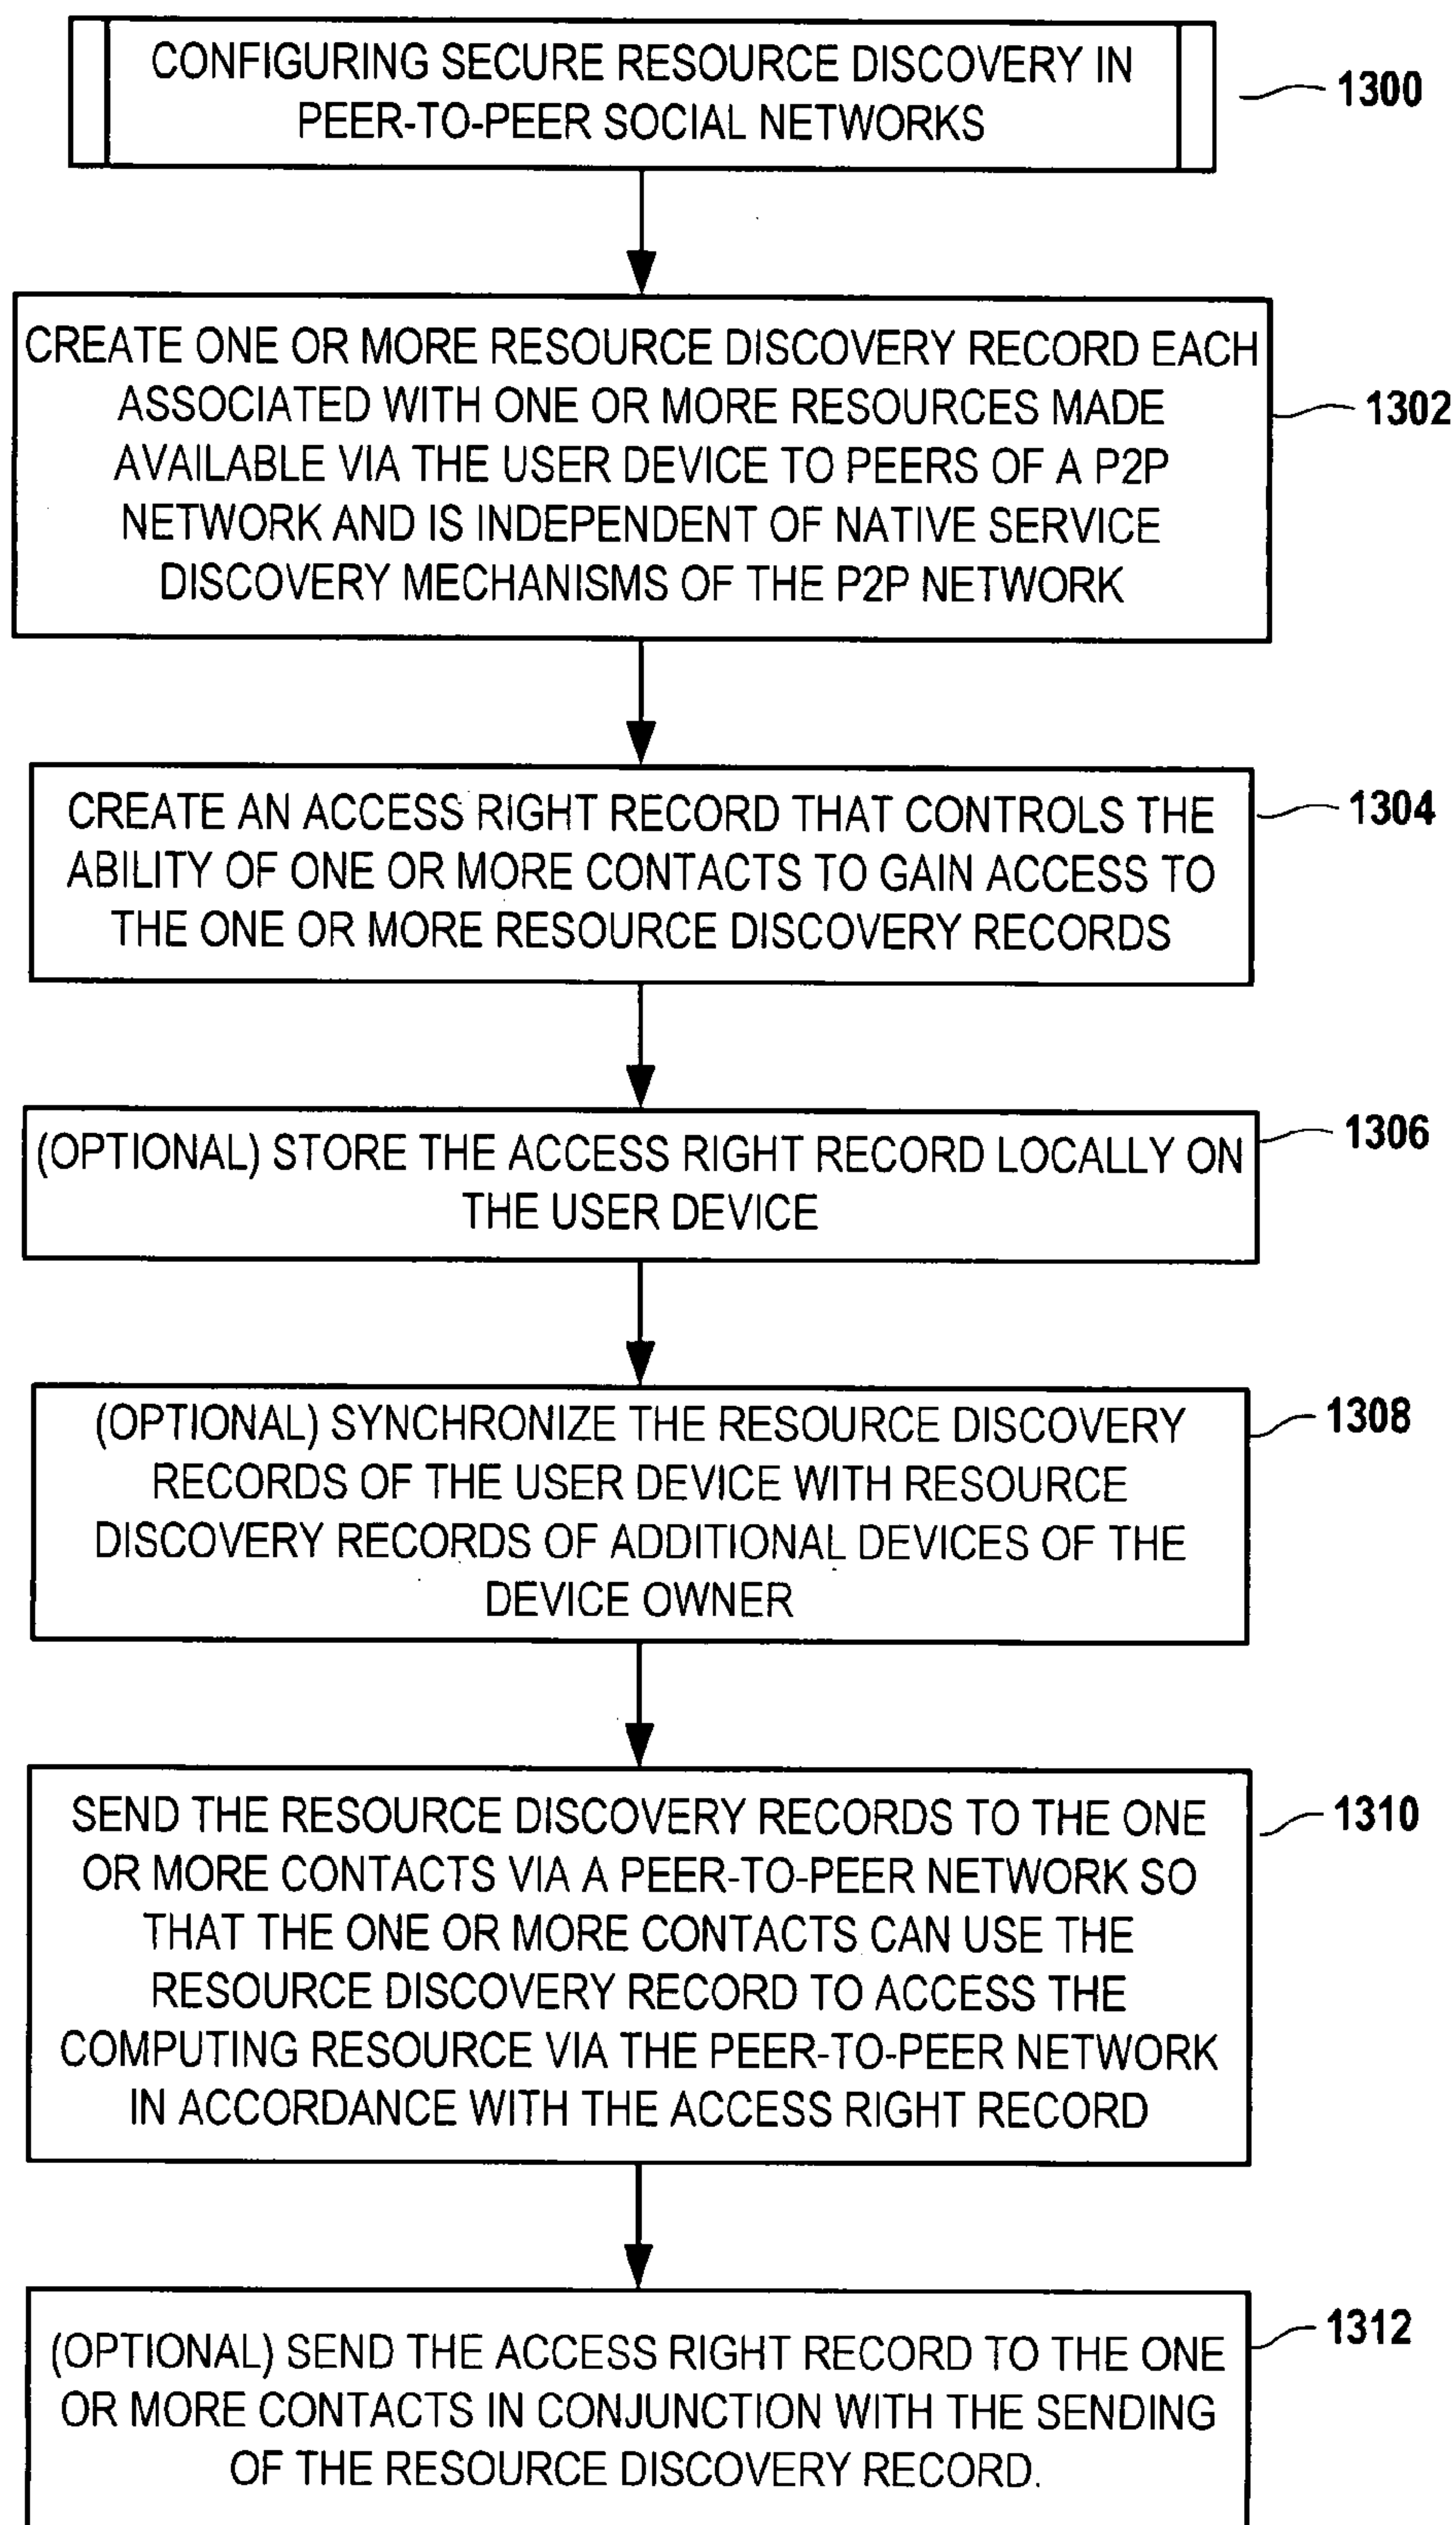 CONFIGURING SECURE RESOURCE DISCOVERY IN
PEER-TO-PEER SOCIAL NETWORKS
1300
CREATE ONE OR MORE RESOURCE DISCOVERY RECORD EACH
ASSOCIATED WITH ONE OR MORE RESOURCES MADE
AVAILABLE VIA THE USER DEVICE TO PEERS OF A P2P
NETWORK AND IS INDEPENDENT OF NATIVE SERVICE
DISCOVERY MECHANISMS OF THE P2P NETWORK
1302
CREATE AN ACCESS RIGHT RECORD THAT CONTROLS THE
ABILITY OF ONE OR MORE CONTACTS TO GAIN ACCESS TO
THE ONE OR MORE RESOURCE DISCOVERY RECORDS
1304
(OPTIONAL) STORE THE ACCESS RIGHT RECORD LOCALLY ON
THE USER DEVICE
1306
(OPTIONAL) SYNCHRONIZE THE RESOURCE DISCOVERY
RECORDS OF THE USER DEVICE WITH RESOURCE
DISCOVERY RECORDS OF ADDITIONAL DEVICES OF THE
DEVICE OWNER
1308
SEND THE RESOURCE DISCOVERY RECORDS TO THE ONE
OR MORE CONTACTS VIA A PEER-TO-PEER NETWORK SO
THAT THE ONE OR MORE CONTACTS CAN USE THE
RESOURCE DISCOVERY RECORD TO ACCESS THE
COMPUTING RESOURCE VIA THE PEER-TO-PEER NETWORK
IN ACCORDANCE WITH THE ACCESS RIGHT RECORD
1310
(OPTIONAL) SEND THE ACCESS RIGHT RECORD TO THE ONE
OR MORE CONTACTS IN CONJUNCTION WITH THE SENDING
OF THE RESOURCE DISCOVERY RECORD.
1312